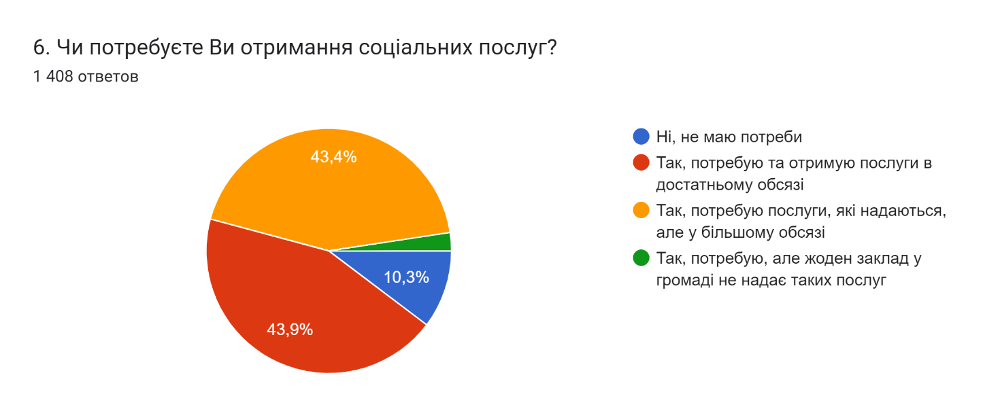 6. Чи потребуєте Ви отримання соціальних послуг?
1 408 ответов
43,4%
10,3%
43,9%
Ні, не маю потреби
Так, потребую та отримую послуги в
достатньому обсязі
Так, потребую послуги, які надаються,
але у більшому обсязі
Так, потребую, але жоден заклад у
громаді не надає таких послуг